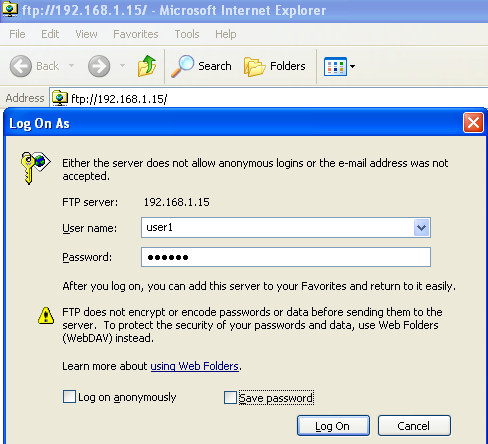 ftp://192.168.1.15/ - Microsoft Internet Explorer
File Edit View Favorites Tools Help
Back Search Folders
Address ftp://192.168.1.15/
Log On As
Either the server does not allow anonymous logins or the e-mail address was not
accepted.
FTP server: 192.168.1.15
User name: user1
Password: ●●●●●●
After you log on, you can add this server to your Favorites and return to it easily.
FTP does not encrypt or encode passwords or data before sending them to the
server. To protect the security of your passwords and data, use Web Folders
(WebDAV) instead.
Learn more about using Web Folders.
Log on anonymously Save password
Log On Cancel